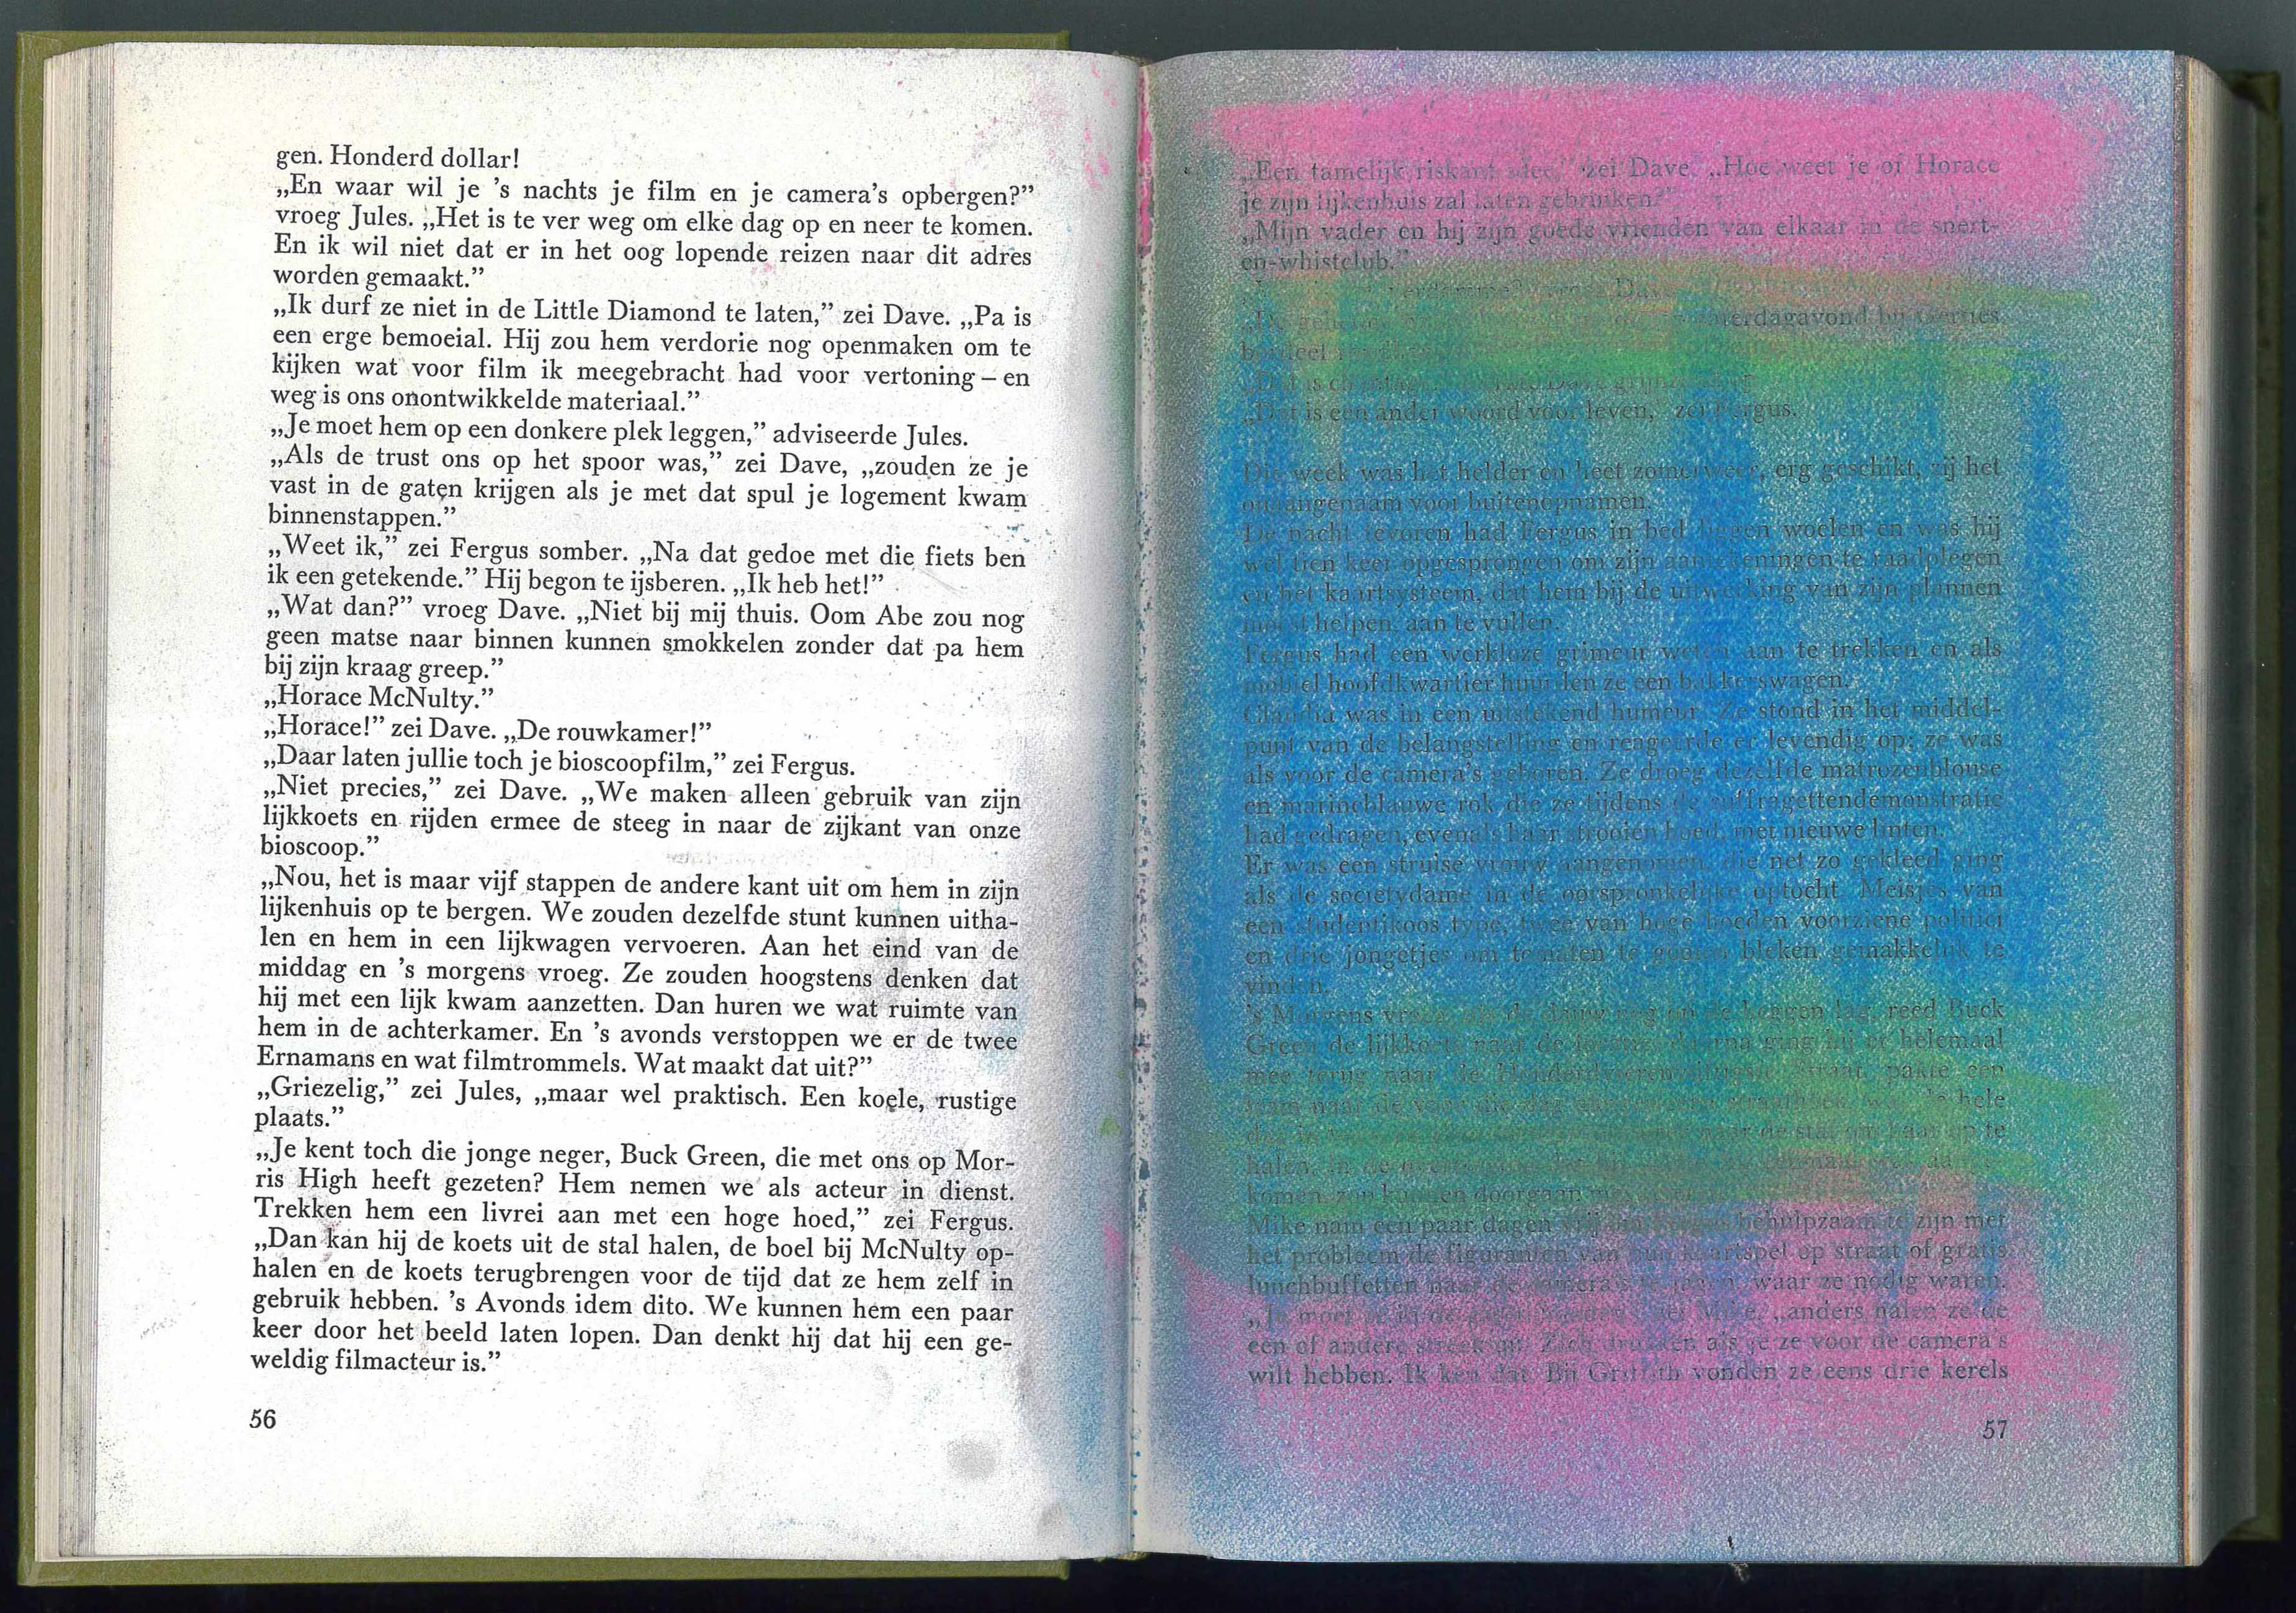 gen. Honderd dollar!
„En waar wil je 's nachts je film en je camera's opbergen?”
vroeg Jules. „Het is te ver weg om elke dag op en neer te komen.
En ik wil niet dat er in het oog lopende reizen naar dit adres
worden gemaakt.”
„Ik durf ze niet in de Little Diamond te laten,” zei Dave. „Pa is
een erge bemoeial. Hij zou hem verdorie nog openmaken om te
kijken wat voor film ik meegebracht had voor vertoning – en
weg is ons onontwikkelde materiaal.”
„Je moet hem op een donkere plek leggen,” adviseerde Jules.
„Als de trust ons op het spoor was,” zei Dave, „zouden ze je
vast in de gaten krijgen als je met dat spul je logement kwam
binnenstappen.”
„Weet ik,” zei Fergus somber. „Na dat gedoe met die fiets ben
ik een getekende.” Hij begon te ijsberen. „Ik heb het!”
„Wat dan?” vroeg Dave. „Niet bij mij thuis. Oom Abe zou nog
geen matse naar binnen kunnen smokkelen zonder dat pa hem
bij zijn kraag greep.”
„Horace McNulty.”
„Horace!” zei Dave. „De rouwkamer!”
„Daar laten jullie toch je bioscoopfilm,” zei Fergus.
„Niet precies,” zei Dave. „We maken alleen gebruik van zijn
lijkkoets en rijden ermee de steeg in naar de zijkant van onze
bioscoop.”
„Nou, het is maar vijf stappen de andere kant uit om hem in zijn
lijkenhuis op te bergen. We zouden dezelfde stunt kunnen uitha-
len en hem in een lijkwagen vervoeren. Aan het eind van de
middag en 's morgens vroeg. Ze zouden hoogstens denken dat
hij met een lijk kwam aanzetten. Dan huren we wat ruimte van
hem in de achterkamer. En 's avonds verstoppen we er de twee
Ernamans en wat filmtrommels. Wat maakt dat uit?”
„Griezelig,” zei Jules, „maar wel praktisch. Een koele, rustige
plaats.”
„Je kent toch die jonge neger, Buck Green, die met ons op Mor-
ris High heeft gezeten? Hem nemen we als acteur in dienst.
Trekken hem een livrei aan met een hoge hoed,” zei Fergus.
„Dan kan hij de koets uit de stal halen, de boel bij McNulty op-
halen en de koets terugbrengen voor de tijd dat ze hem zelf in
gebruik hebben. 's Avonds idem dito. We kunnen hem een paar
keer door het beeld laten lopen. Dan denkt hij dat hij een ge-
weldig filmacteur is.”
56
„Een tamelijk riskant idee,” zei Dave. „Hoe weet je of Horace
je zijn lijkenhuis zal laten gebruiken?”
„Mijn vader en hij zijn goede vrienden van elkaar in de snert-
en-whistclub.”
zaterdagavond bij Gernies
„Dat is een ander woord voor leven,” zei Fergus.
Die week was het helder en heet zomerweer, erg geschikt, zij het
onaangenaam voor buitenopnamen.
De nacht tevoren had Fergus in bed liggen woelen en was hij
wel tien keer opgesprongen om zijn aantekeningen te raadplegen
en het kaartsysteem, dat hem bij de uitwerking van zijn plannen
moest helpen, aan te vullen.
Fergus had een werkloze grimeur weten aan te trekken en als
mobiel hoofdkwartier huurden ze een bakkerswagen.
Claudia was in een uitstekend humeur. Ze stond in het middel-
punt van de belangstelling en reageerde er levendig op; ze was
als voor de camera's geboren. Ze droeg dezelfde matrozenblouse
en marineblauwe rok die ze tijdens de suffragettendemonstratie
had gedragen, evenals haar strooien hoed, met nieuwe linten.
Er was een struise vrouw aangenomen, die net zo gekleed ging
als de societydame in de oorspronkelijke optocht. Meisjes van
een studentikoos type, twee van hoge hoeden voorziene politici
en drie jongetjes om tomaten te gooien bleken gemakkelijk te
vinden.
's Morgens vroeg, als de dauw nog op de heggen lag, reed Buck
Green de lijkkoets naar de ging hij er helemaal
mee terug naar de Straat, pakte een
tram naar de hele
dag naar de stal om haar op te
halen, in de
komen, zou kunnen doorgaan
Mike nam een paar dagen vrij om behulpzaam te zijn met
het probleem de figuranten van hun kaartspel op straat of gratis
lunchbuffetten naar de camera's te jagen, waar ze nodig waren.
„Je moet zei Mike, „anders halen ze de
een of andere streek uit. Zich drukken als je ze voor de camera's
wilt hebben. Ik ken dat. Bij Griffith vonden ze eens drie kerels
57